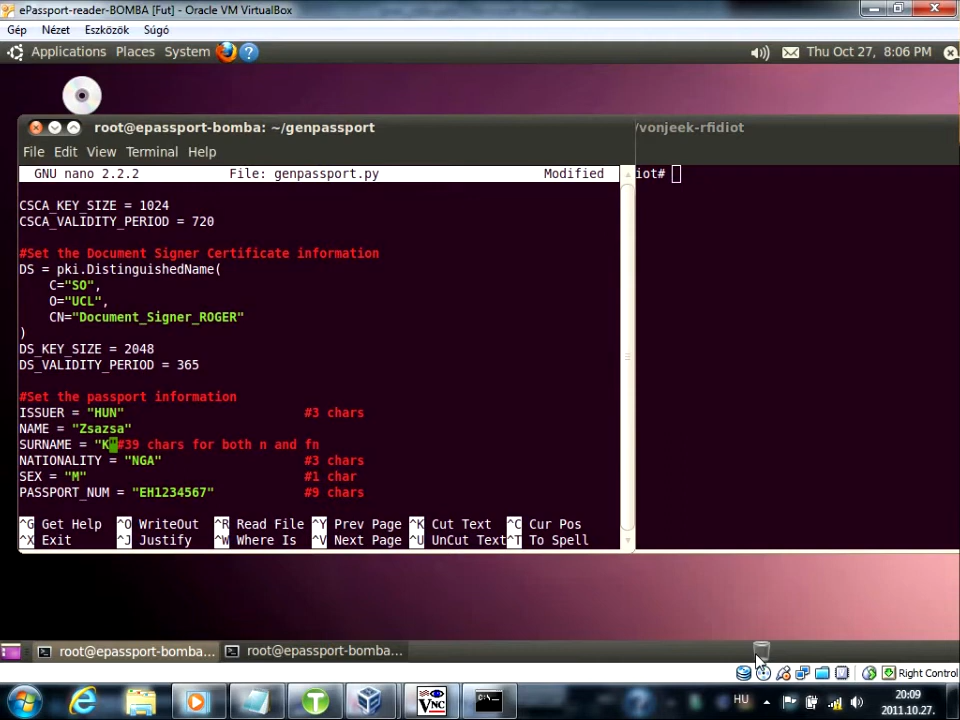 ePassport-reader-BOMBA [Fut] - Oracle VM VirtualBox
Gép Nézet Eszközök Súgó
Applications Places System ? Thu Oct 27, 8:06 PM
root@epassport-bomba: ~/genpassport
/vonjeek-rfidiot
File Edit View Terminal Help
GNU nano 2.2.2 File: genpassport.py Modified
iot#
CSCA_KEY_SIZE = 1024
CSCA_VALIDITY_PERIOD = 720
#Set the Document Signer Certificate information
DS = pki.DistinguishedName(
C="SO",
O="UCL",
CN="Document_Signer_ROGER"
)
DS_KEY_SIZE = 2048
DS_VALIDITY_PERIOD = 365
#Set the passport information
ISSUER = "HUN" #3 chars
NAME = "Zsazsa"
SURNAME = "K"#39 chars for both n and fn
NATIONALITY = "NGA" #3 chars
SEX = "M" #1 char
PASSPORT_NUM = "EH1234567" #9 chars
^G Get Help ^O WriteOut ^R Read File ^Y Prev Page ^K Cut Text ^C Cur Pos
^X Exit ^J Justify ^W Where Is ^V Next Page ^U UnCut Text ^T To Spell
root@epassport-bomba... root@epassport-bomba...
Right Control
VNC HU 20:09
2011.10.27.